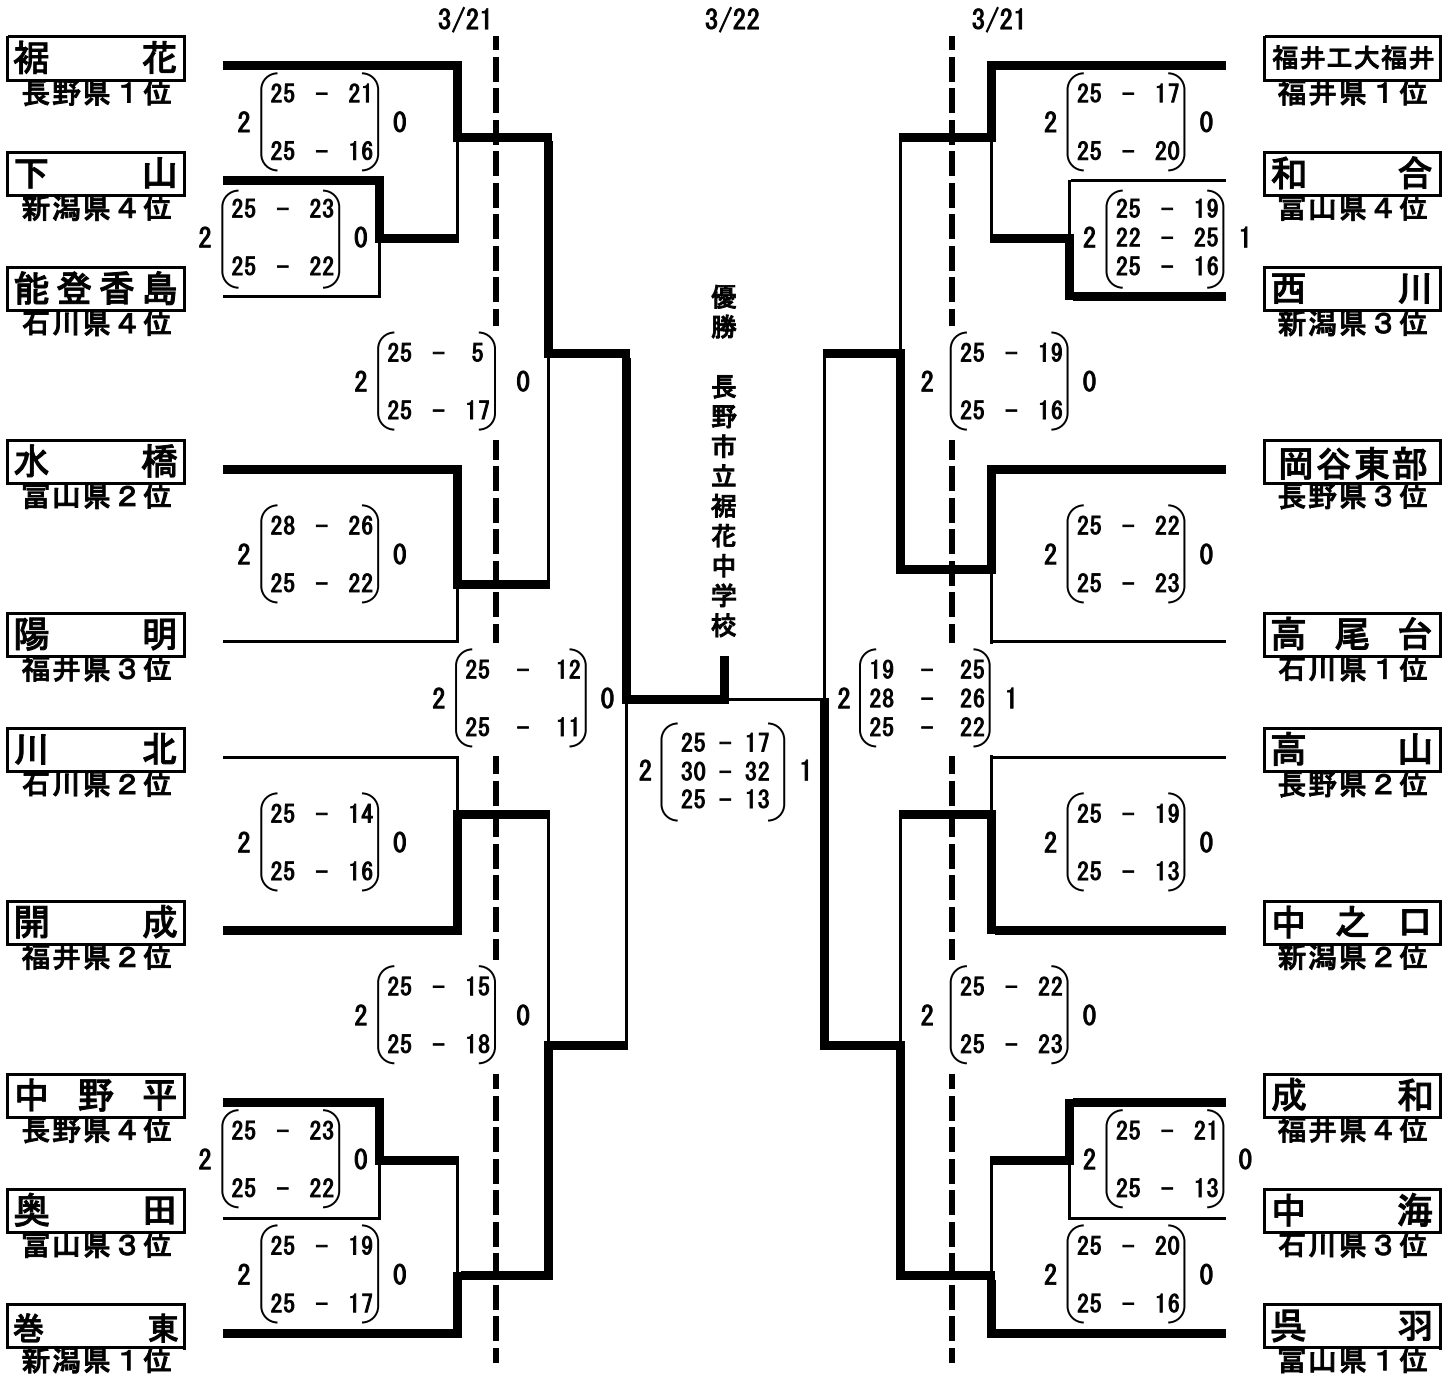 3/21
3/22
3/21
裾花
長野県1位
福井工大福井
福井県1位
2 25 - 21 0
25 - 16
2 25 - 17 0
25 - 20
下山
新潟県4位
和合
富山県4位
2 25 - 23 0
25 - 22
2 25 - 19 1
22 - 25
25 - 16
能登香島
石川県4位
西川
新潟県3位
優勝 長野市立裾花中学校
2 25 - 5 0
25 - 17
2 25 - 19 0
25 - 16
水橋
富山県2位
岡谷東部
長野県3位
2 28 - 26 0
25 - 22
2 25 - 22 0
25 - 23
陽明
福井県3位
高尾台
石川県1位
2 25 - 12 0
25 - 11
2 19 - 25 1
28 - 26
25 - 22
川北
石川県2位
2 25 - 17 1
30 - 32
25 - 13
高山
長野県2位
2 25 - 14 0
25 - 16
2 25 - 19 0
25 - 13
開成
福井県2位
中之口
新潟県2位
2 25 - 15 0
25 - 18
2 25 - 22 0
25 - 23
中野平
長野県4位
成和
福井県4位
2 25 - 23 0
25 - 22
2 25 - 21 0
25 - 13
奥田
富山県3位
中海
石川県3位
2 25 - 19 0
25 - 17
2 25 - 20 0
25 - 16
巻東
新潟県1位
呉羽
富山県1位